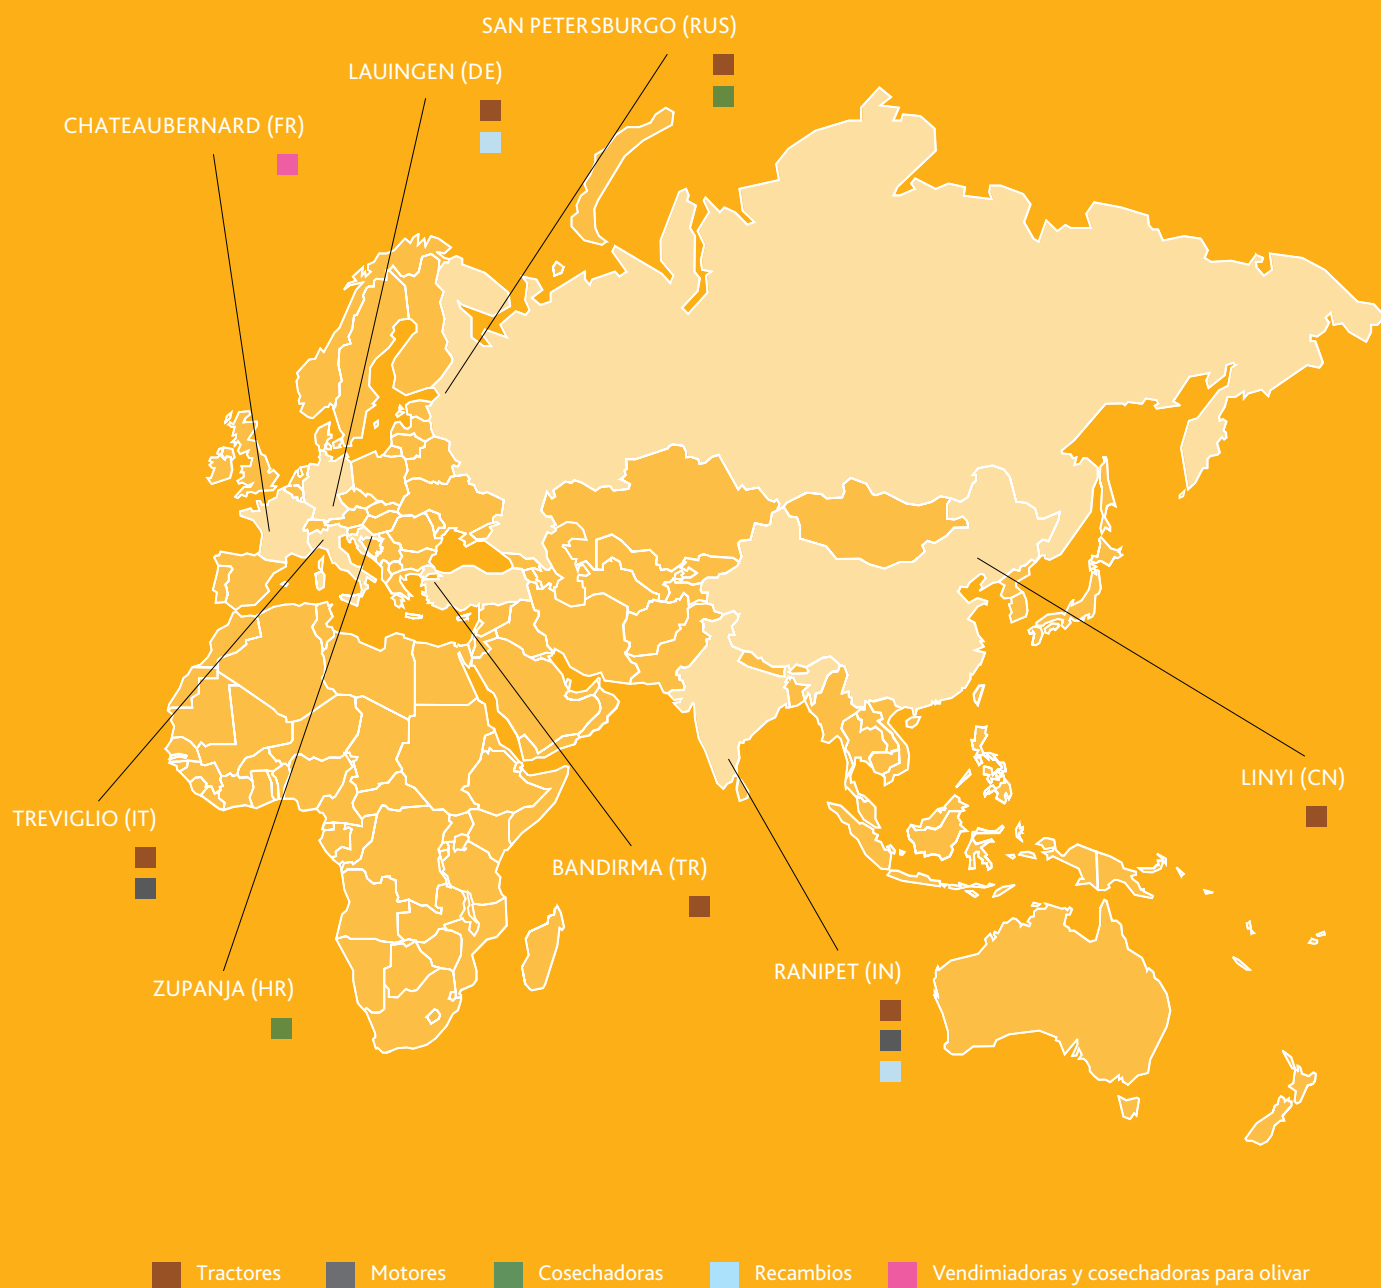 SAN PETERSBURGO (RUS)
LAUINGEN (DE)
CHATEAUBERNARD (FR)
LINYI (CN)
TREVIGLIO (IT)
BANDIRMA (TR)
RANIPET (IN)
ZUPANJA (HR)
Tractores Motores Cosechadoras Recambios Vendimiadoras y cosechadoras para olivar